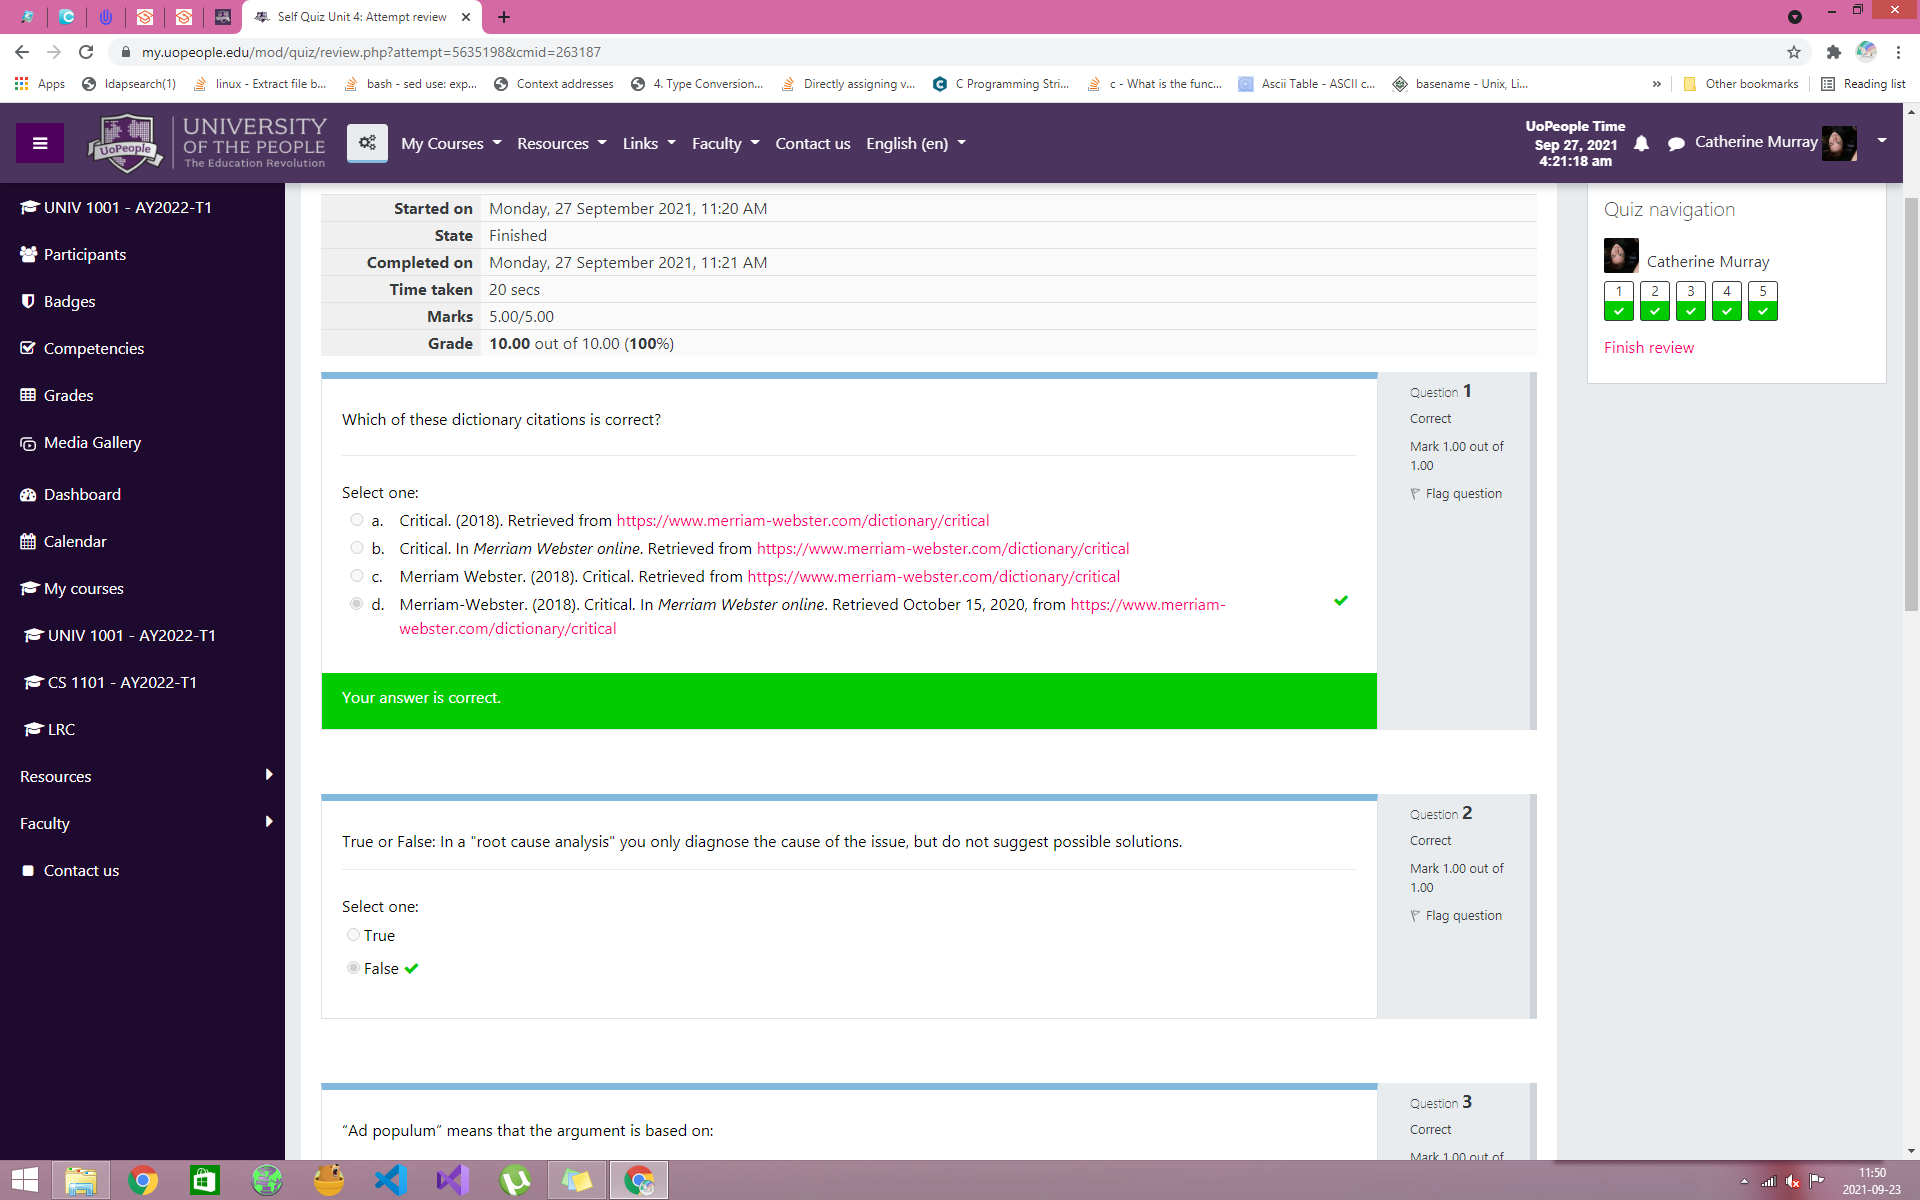 Self Quiz Unit 4: Attempt review
my.uopeople.edu/mod/quiz/review.php?attempt=5635198&cmid=263187
Apps
ldapsearch(1)
linux - Extract file b...
bash - sed use: exp...
Context addresses
4. Type Conversion...
Directly assigning v...
C Programming Stri...
c - What is the func...
Ascii Table - ASCII c...
basename - Unix, Li...
»
Other bookmarks
Reading list
UoPeople
UNIVERSITY
OF THE PEOPLE
The Education Revolution
My Courses
Resources
Links
Faculty
Contact us
English (en)
UoPeople Time
Sep 27, 2021
4:21:18 am
Catherine Murray
UNIV 1001 - AY2022-T1
Participants
Badges
Competencies
Grades
Media Gallery
Dashboard
Calendar
My courses
UNIV 1001 - AY2022-T1
CS 1101 - AY2022-T1
LRC
Resources
Faculty
Contact us
Started on Monday, 27 September 2021, 11:20 AM
State Finished
Completed on Monday, 27 September 2021, 11:21 AM
Time taken 20 secs
Marks 5.00/5.00
Grade 10.00 out of 10.00 (100%)
Which of these dictionary citations is correct?
Select one:
a. Critical. (2018). Retrieved from https://www.merriam-webster.com/dictionary/critical
b. Critical. In Merriam Webster online. Retrieved from https://www.merriam-webster.com/dictionary/critical
c. Merriam Webster. (2018). Critical. Retrieved from https://www.merriam-webster.com/dictionary/critical
d. Merriam-Webster. (2018). Critical. In Merriam Webster online. Retrieved October 15, 2020, from https://www.merriam-
webster.com/dictionary/critical
Your answer is correct.
Question 1
Correct
Mark 1.00 out of
1.00
Flag question
True or False: In a "root cause analysis" you only diagnose the cause of the issue, but do not suggest possible solutions.
Select one:
True
False
Question 2
Correct
Mark 1.00 out of
1.00
Flag question
“Ad populum” means that the argument is based on:
Question 3
Correct
Mark 1.00 out of
Quiz navigation
Catherine Murray
1 2 3 4 5
Finish review
11:50
2021-09-23